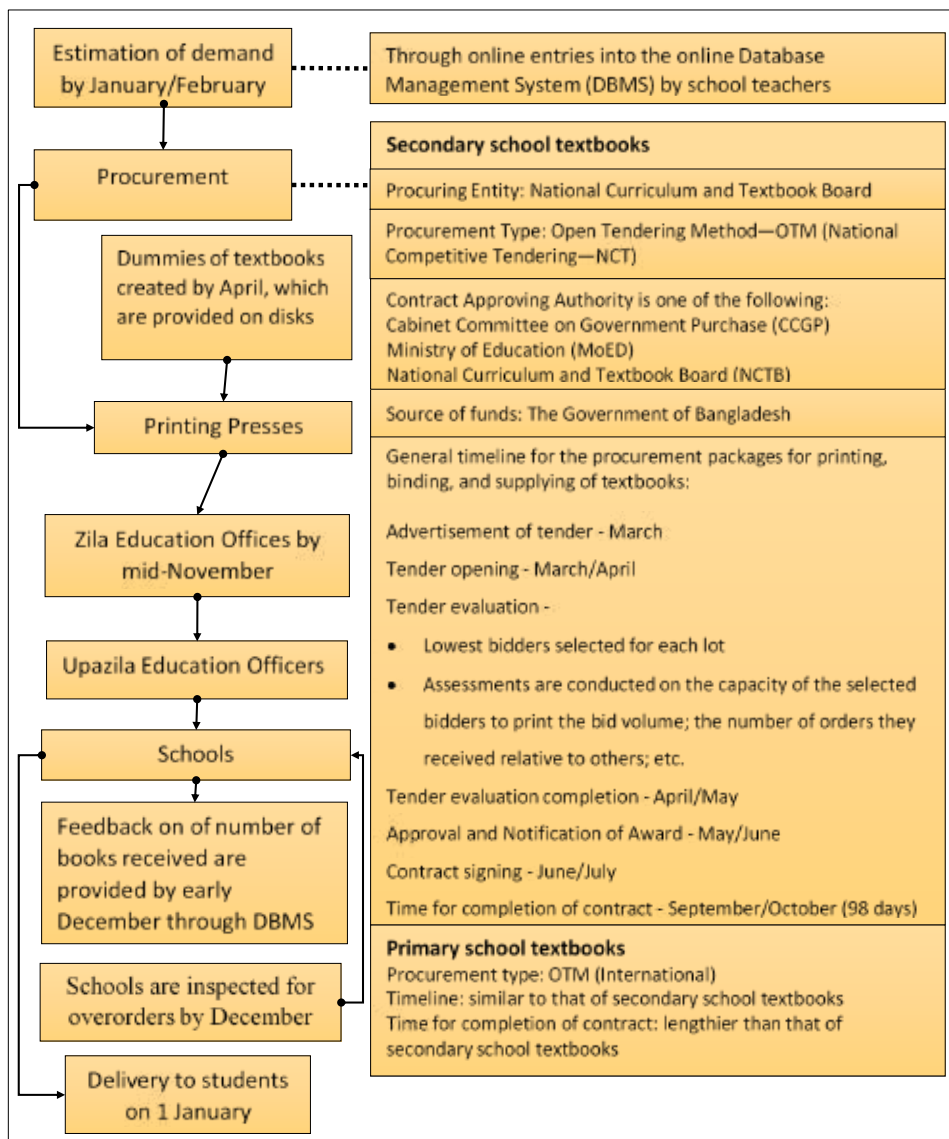 Estimation of demand
by January/February
Through online entries into the online Database
Management System (DBMS) by school teachers
Procurement
Secondary school textbooks
Procuring Entity: National Curriculum and Textbook Board
Procurement Type: Open Tendering Method—OTM (National
Competitive Tendering—NCT)
Contract Approving Authority is one of the following:
Cabinet Committee on Government Purchase (CCGP)
Ministry of Education (MoED)
National Curriculum and Textbook Board (NCTB)
Source of funds: The Government of Bangladesh
General timeline for the procurement packages for printing,
binding, and supplying of textbooks:
Advertisement of tender - March
Tender opening - March/April
Tender evaluation -
• Lowest bidders selected for each lot
• Assessments are conducted on the capacity of the selected
bidders to print the bid volume; the number of orders they
received relative to others; etc.
Tender evaluation completion - April/May
Approval and Notification of Award - May/June
Contract signing - June/July
Time for completion of contract - September/October (98 days)
Primary school textbooks
Procurement type: OTM (International)
Timeline: similar to that of secondary school textbooks
Time for completion of contract: lengthier than that of
secondary school textbooks
Dummies of textbooks
created by April, which
are provided on disks
Printing Presses
Zila Education Offices by
mid-November
Upazila Education Officers
Schools
Feedback on of number of
books received are
provided by early
December through DBMS
Schools are inspected for
overorders by December
Delivery to students
on 1 January